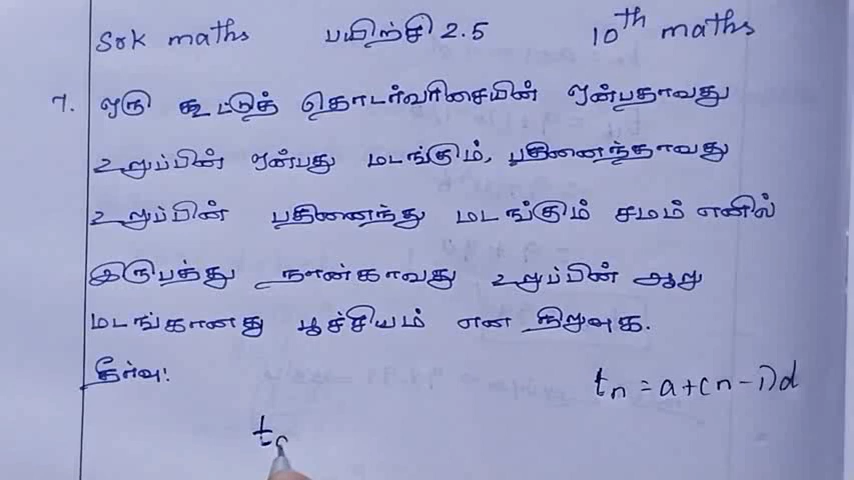 Srk maths பயிற்சி 2.5 10th maths
7. ஒரு கூட்டுத் தொடர்வரிசையின் ஒன்பதாவது
உறுப்பின் ஒன்பது மடங்கும், பதினைந்தாவது
உறுப்பின் பதினைந்து மடங்கும் சமம் எனில்
இருபத்து நான்காவது உறுப்பின் ஆறு
மடங்கானது பூச்சியம் என நிறுவுக.
தீர்வு:
tn = a+(n-1)d
t